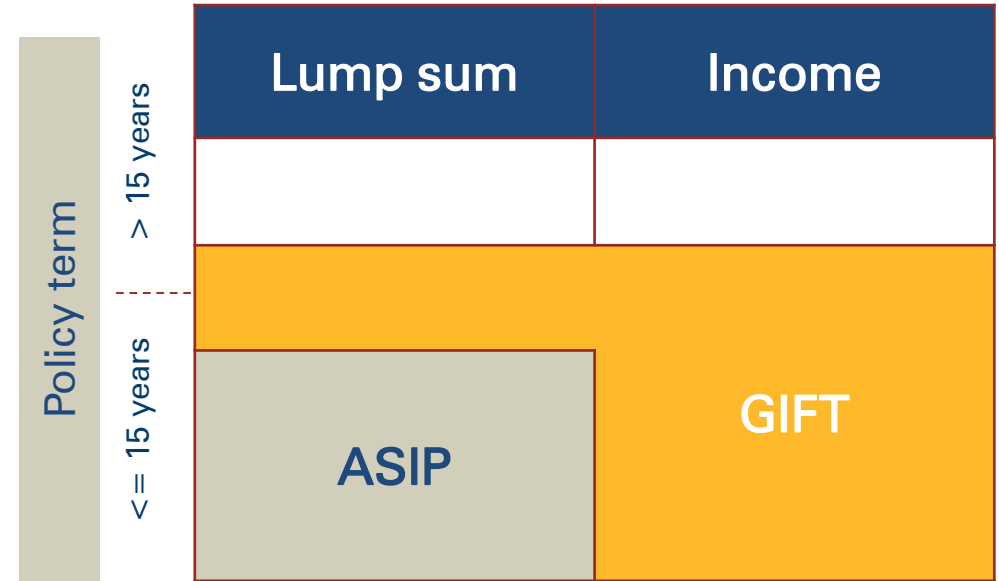 Lump sum
Income
Policy term
> 15 years
<= 15 years
ASIP
GIFT